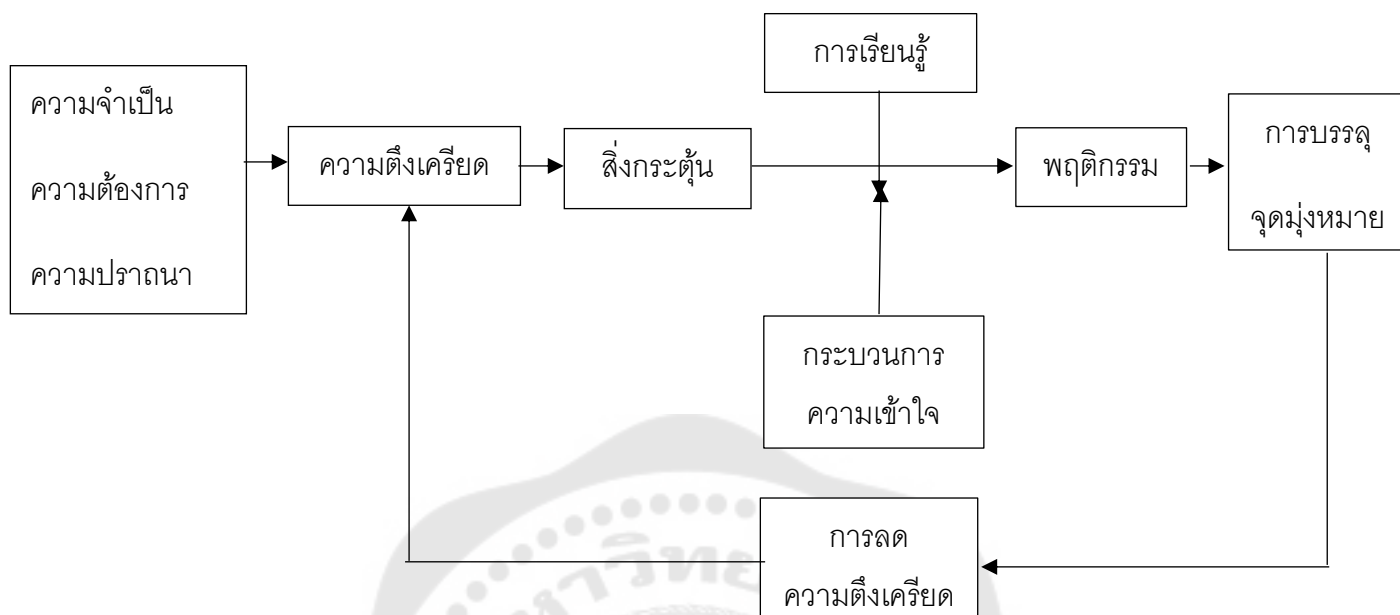 การเรียนรู้
ความจำเป็น
ความต้องการ
ความปราถนา
ความตึงเครียด
สิ่งกระตุ้น
พฤติกรรม
การบรรลุ
จุดมุ่งหมาย
กระบวนการ
ความเข้าใจ
การลด
ความตึงเครียด